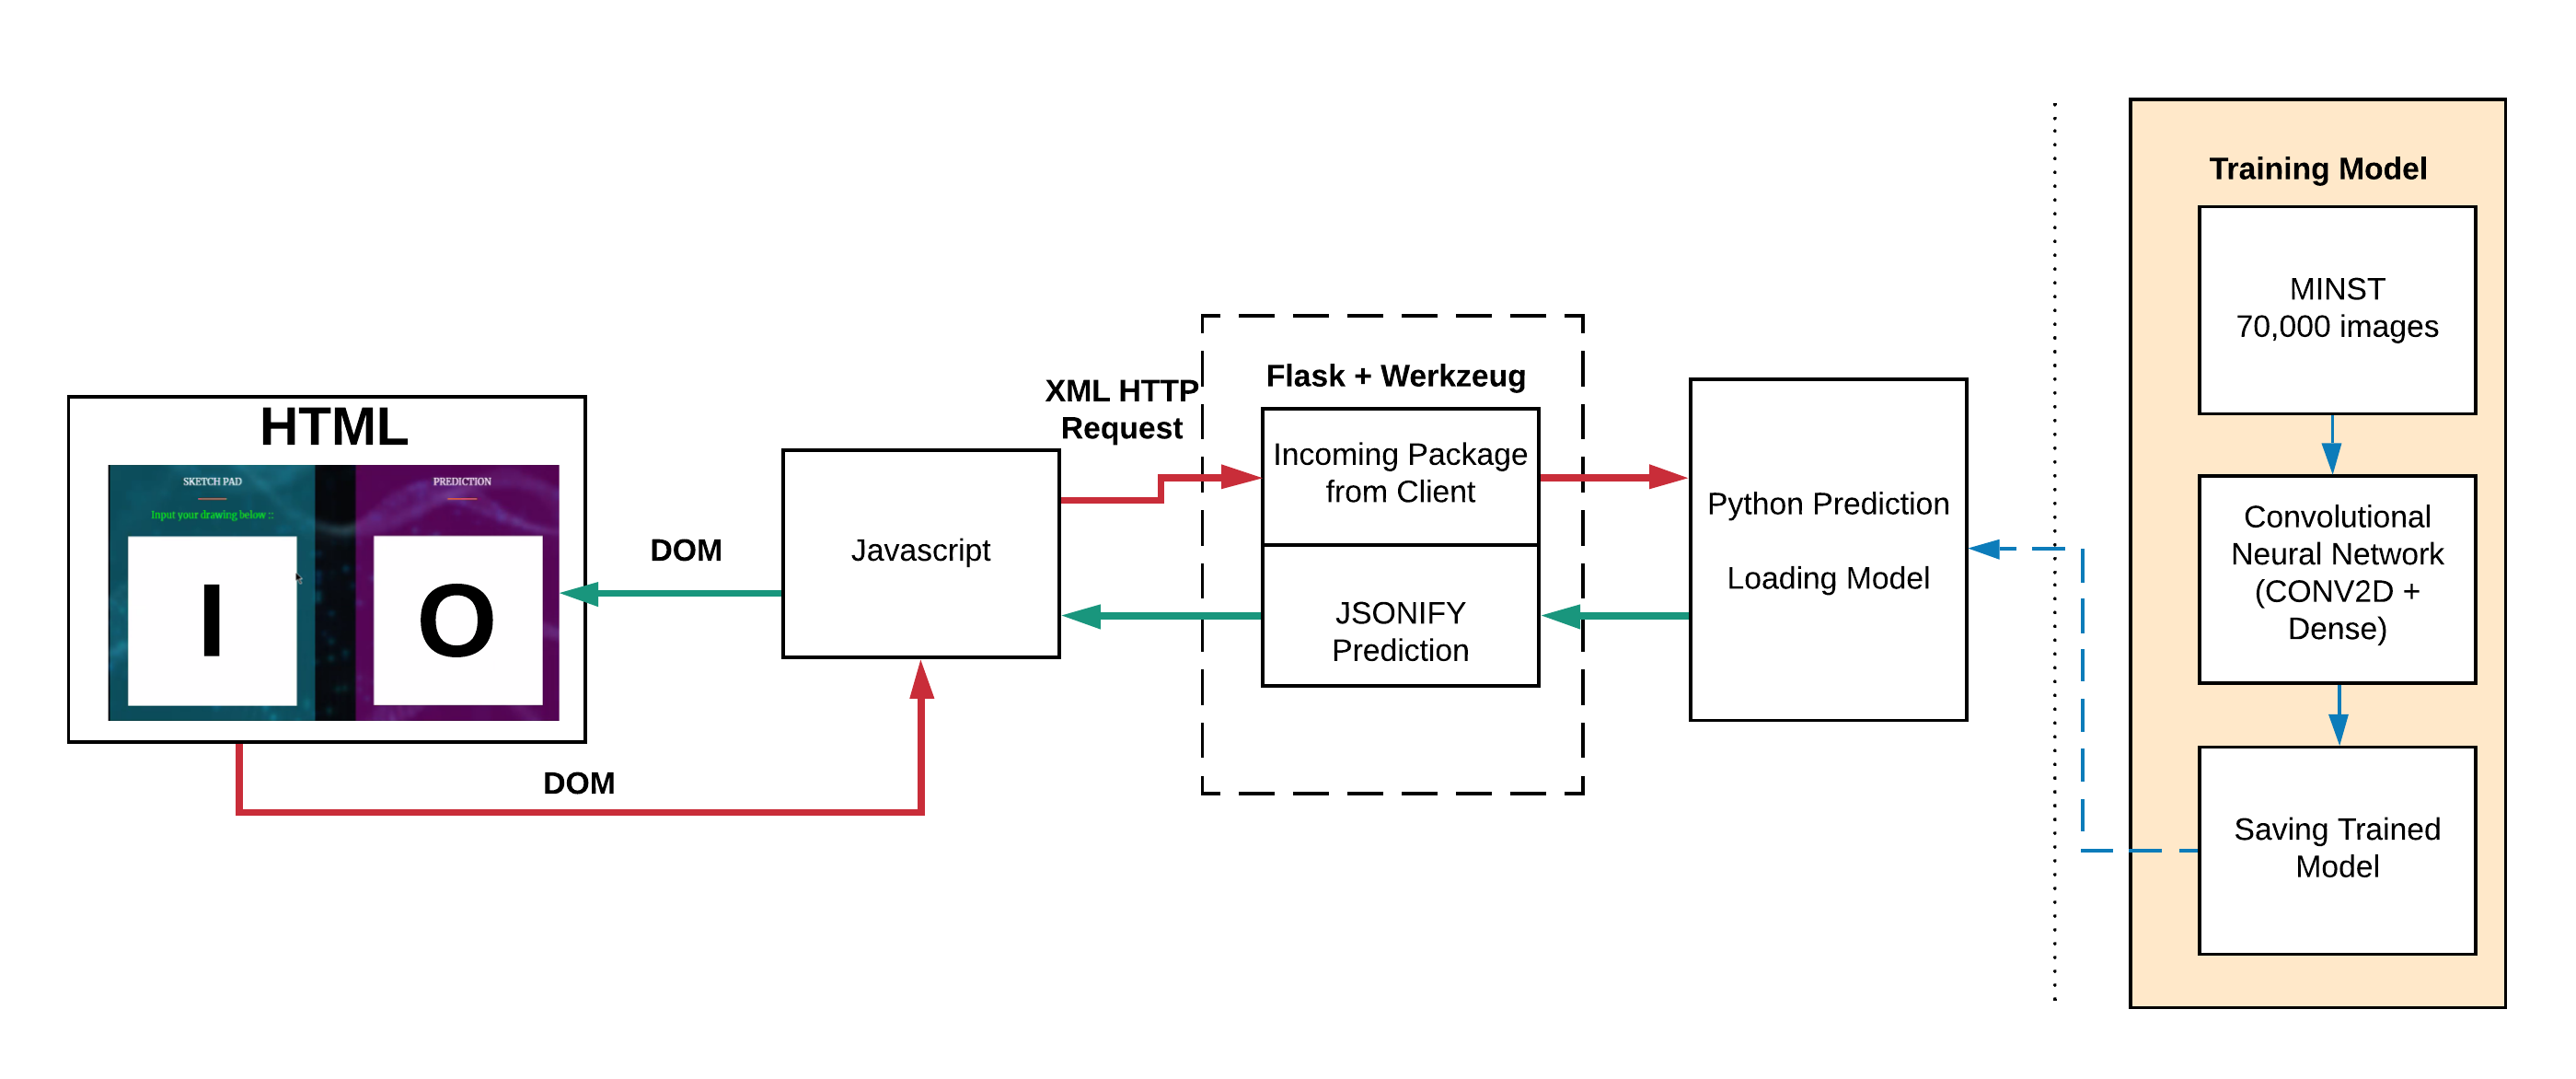 HTML
SKETCH PAD
Input your drawing below ::
I
PREDICTION
O
DOM
DOM
Javascript
XML HTTP
Request
Flask + Werkzeug
Incoming Package
from Client
JSONIFY
Prediction
Python Prediction
Loading Model
Training Model
MINST
70,000 images
Convolutional
Neural Network
(CONV2D +
Dense)
Saving Trained
Model